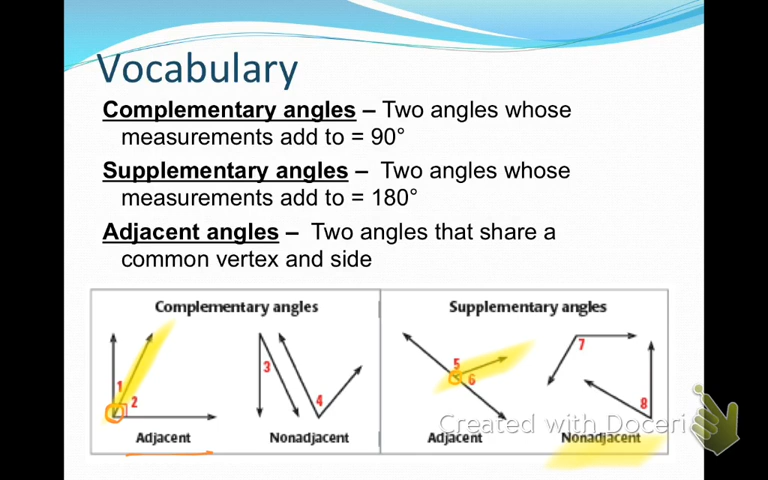 Vocabulary
Complementary angles – Two angles whose
measurements add to = 90°
Supplementary angles – Two angles whose
measurements add to = 180°
Adjacent angles – Two angles that share a
common vertex and side
Complementary angles
Supplementary angles
1
2
3
4
5
6
7
8
Created with Doceri
Adjacent
Nonadjacent
Adjacent
Nonadjacent